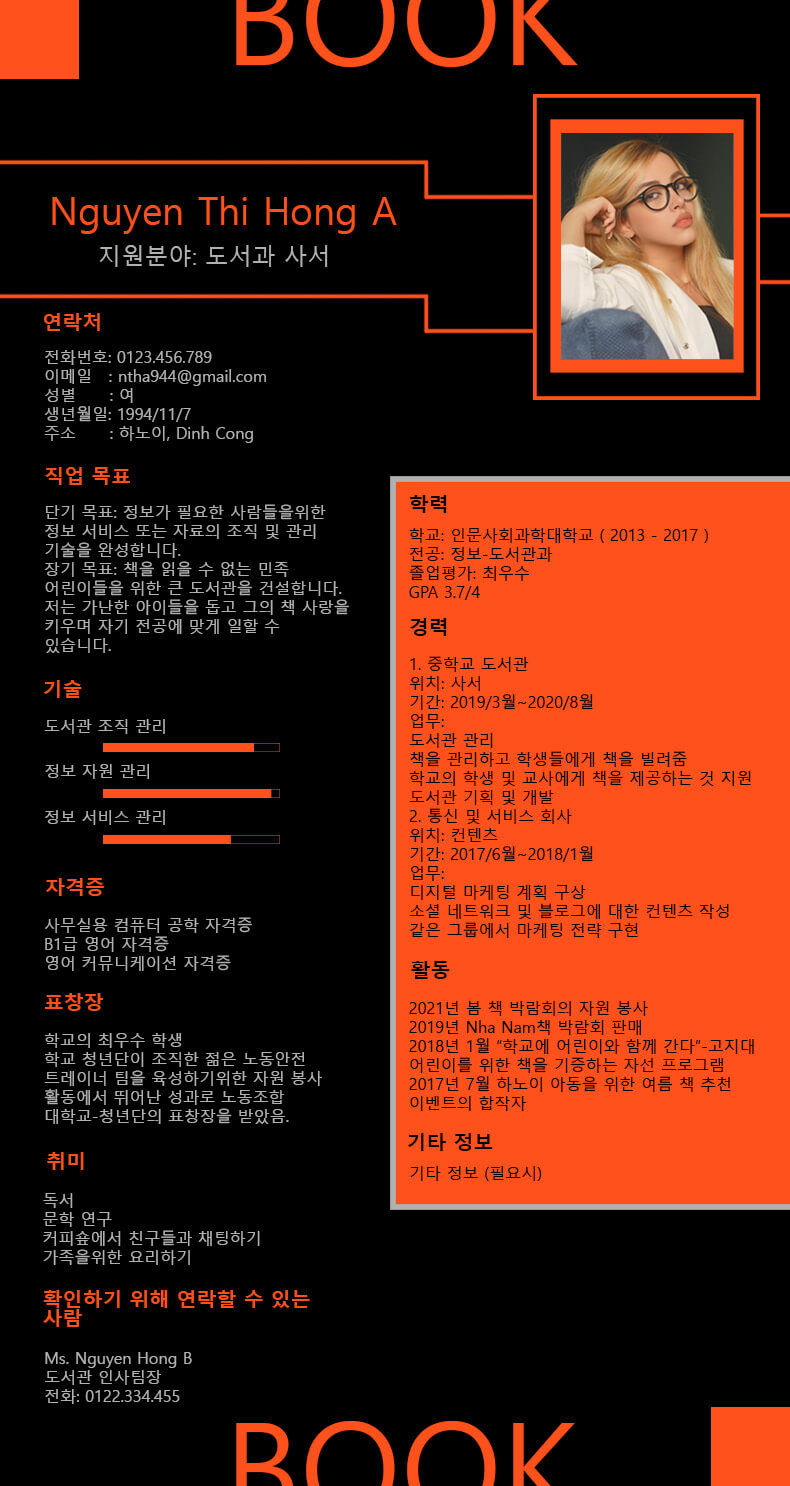 BOOK
Nguyen Thi Hong A
지원분야: 도서과 사서
연락처
전화번호: 0123.456.789
이메일 : ntha944@gmail.com
성별 : 여
생년월일: 1994/11/7
주소 : 하노이, Dinh Cong
직업 목표
단기 목표: 정보가 필요한 사람들을위한
정보 서비스 또는 자료의 조직 및 관리
기술을 완성합니다.
장기 목표: 책을 읽을 수 없는 민족
어린이들을 위한 큰 도서관을 건설합니다.
저는 가난한 아이들을 돕고 그의 책 사랑을
키우며 자기 전공에 맞게 일할 수
있습니다.
기술
도서관 조직 관리
정보 자원 관리
정보 서비스 관리
자격증
사무실용 컴퓨터 공학 자격증
B1급 영어 자격증
영어 커뮤니케이션 자격증
표창장
학교의 최우수 학생
학교 청년단이 조직한 젊은 노동안전
트레이너 팀을 육성하기위한 자원 봉사
활동에서 뛰어난 성과로 노동조합
대학교-청년단의 표창장을 받았음.
취미
독서
문학 연구
커피숖에서 친구들과 채팅하기
가족을위한 요리하기
확인하기 위해 연락할 수 있는
사람
Ms. Nguyen Hong B
도서관 인사팀장
전화: 0122.334.455
학력
학교: 인문사회과학대학교 ( 2013 - 2017 )
전공: 정보-도서관과
졸업평가: 최우수
GPA 3.7/4
경력
1. 중학교 도서관
위치: 사서
기간: 2019/3월~2020/8월
업무:
도서관 관리
책을 관리하고 학생들에게 책을 빌려줌
학교의 학생 및 교사에게 책을 제공하는 것 지원
도서관 기획 및 개발
2. 통신 및 서비스 회사
위치: 컨텐츠
기간: 2017/6월~2018/1월
업무:
디지털 마케팅 계획 구상
소셜 네트워크 및 블로그에 대한 컨텐츠 작성
같은 그룹에서 마케팅 전략 구현
활동
2021년 봄 책 박람회의 자원 봉사
2019년 Nha Nam책 박람회 판매
2018년 1월 “학교에 어린이와 함께 간다”-고지대
어린이를 위한 책을 기증하는 자선 프로그램
2017년 7월 하노이 아동을 위한 여름 책 추천
이벤트의 합작자
기타 정보
기타 정보 (필요시)
BOOK